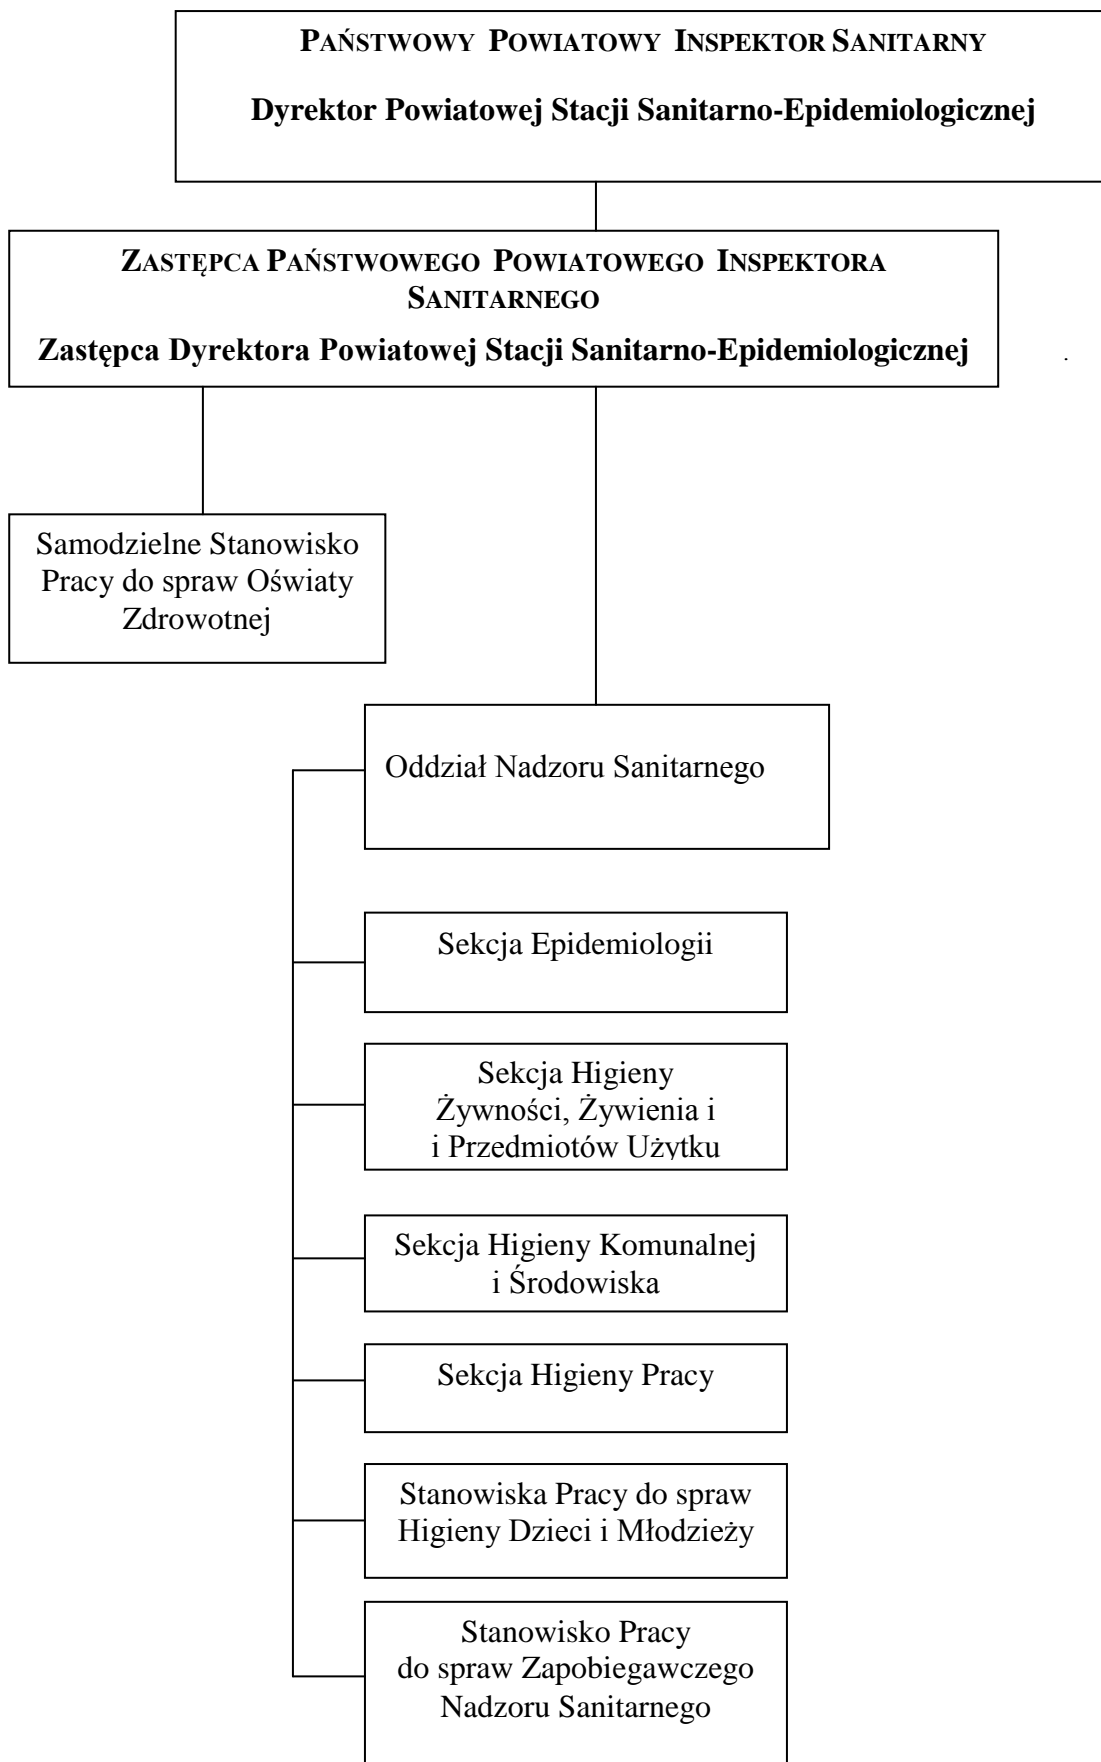 PAŃSTWOWY POWIATOWY INSPEKTOR SANITARNY
Dyrektor Powiatowej Stacji Sanitarno-Epidemiologicznej
ZASTĘPCA PAŃSTWOWEGO POWIATOWEGO INSPEKTORA
SANITARNEGO
Zastępca Dyrektora Powiatowej Stacji Sanitarno-Epidemiologicznej
.
Samodzielne Stanowisko
Pracy do spraw Oświaty
Zdrowotnej
Oddział Nadzoru Sanitarnego
Sekcja Epidemiologii
Sekcja Higieny
Żywności, Żywienia i
i Przedmiotów Użytku
Sekcja Higieny Komunalnej
i Środowiska
Sekcja Higieny Pracy
Stanowiska Pracy do spraw
Higieny Dzieci i Młodzieży
Stanowisko Pracy
do spraw Zapobiegawczego
Nadzoru Sanitarnego